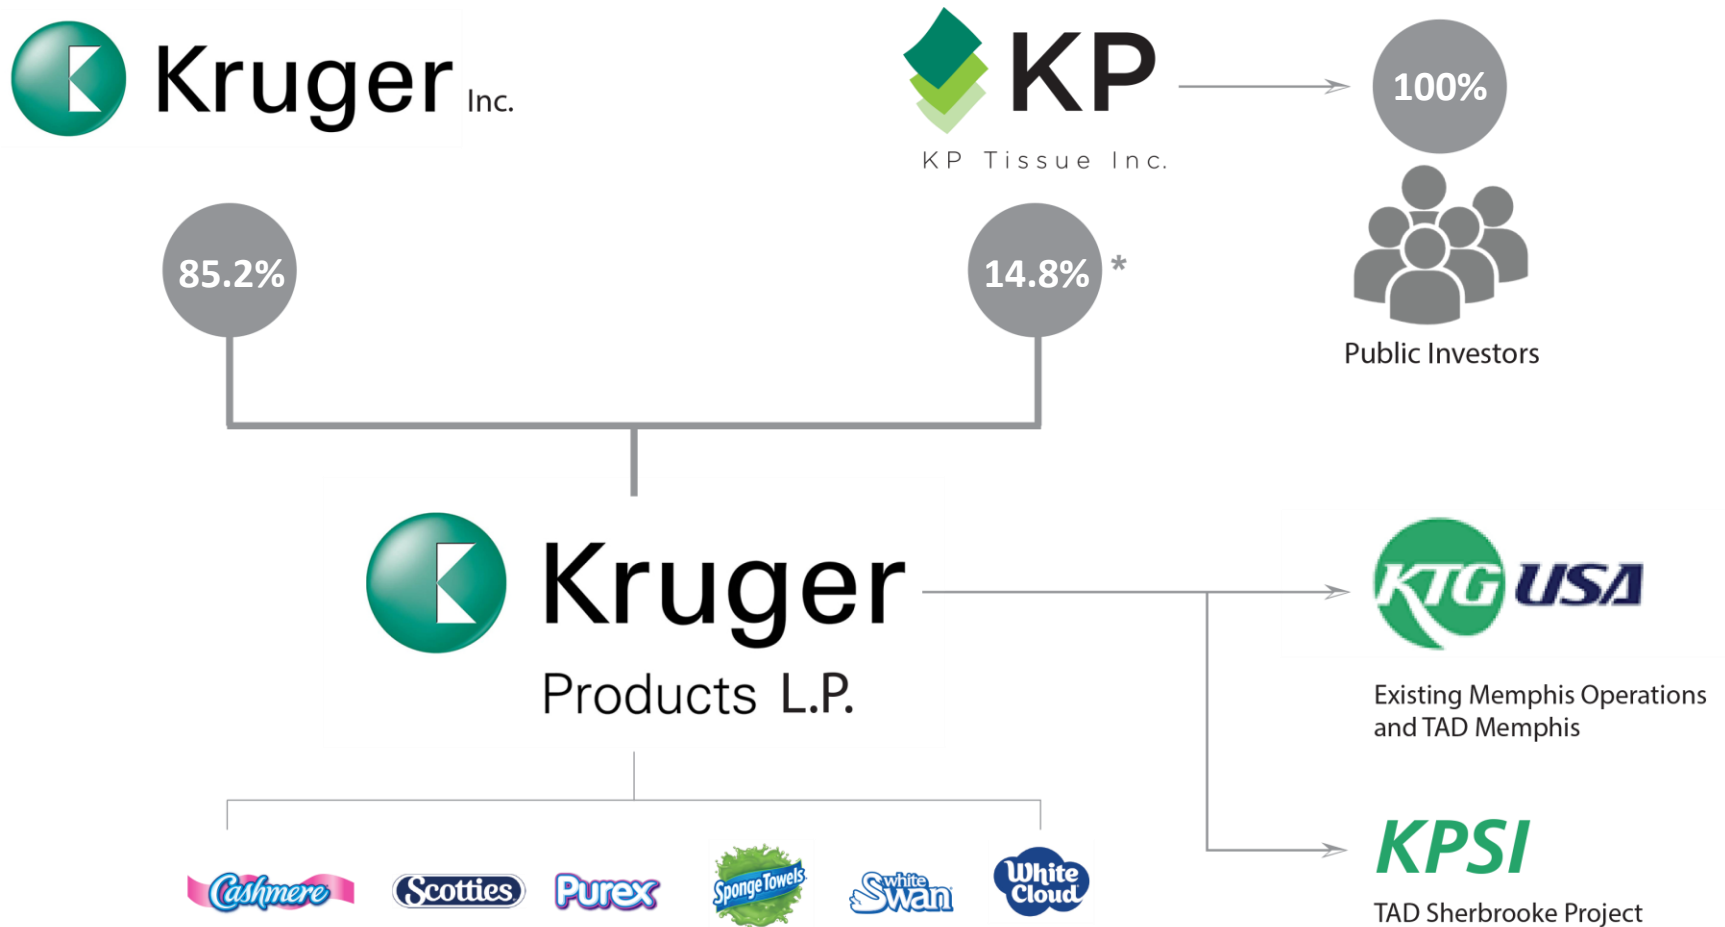 Kruger Inc.
KP
KP Tissue Inc.
100%
85.2%
14.8% *
Public Investors
Kruger
Products L.P.
KTG USA
Existing Memphis Operations
and TAD Memphis
KPSI
TAD Sherbrooke Project
Cashmere
Scotties
Purex
SpongeTowels
white
Swan
White
Cloud